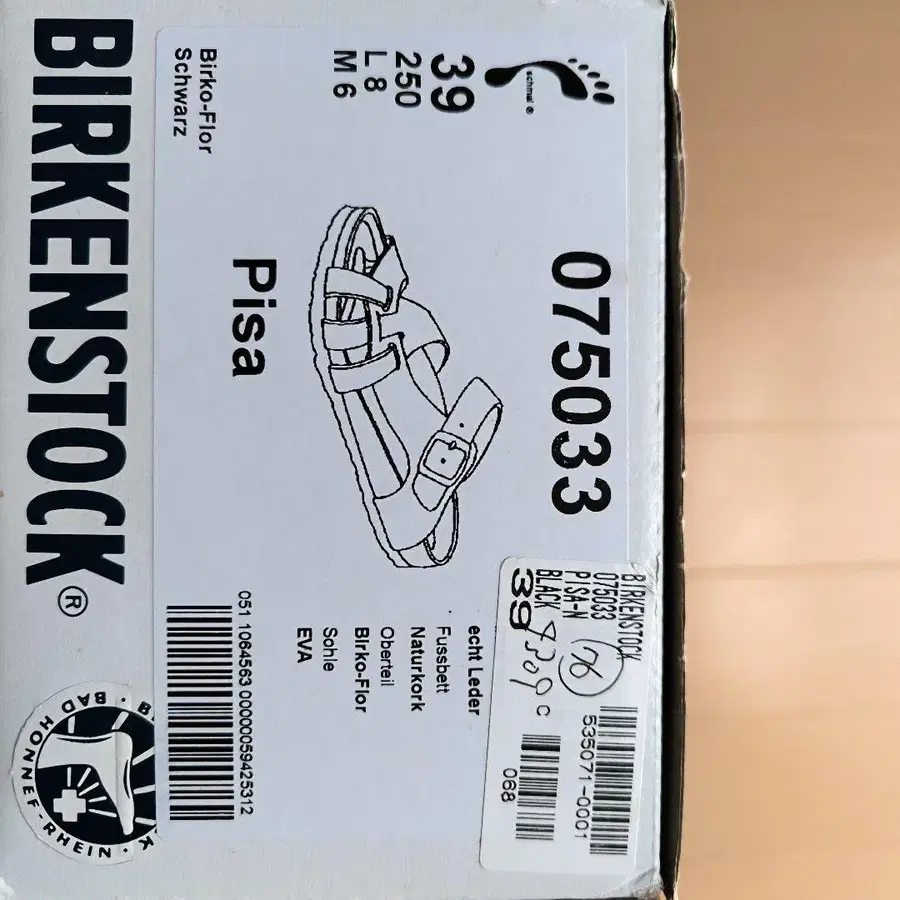 BIRKENSTOCK®
schmal ®
39
250
L 8
M 6
Birko-Flor
Schwarz
075033
Pisa
echt Leder
Fussbett
Naturkork
Oberteil
Birko-Flor
Sohle
EVA
051 1064563 0000059425312
BIRKENSTOCK
075033
PISA-N
BLACK
39
76
C
535071-0001
068
BAD HONNEF-RHEIN